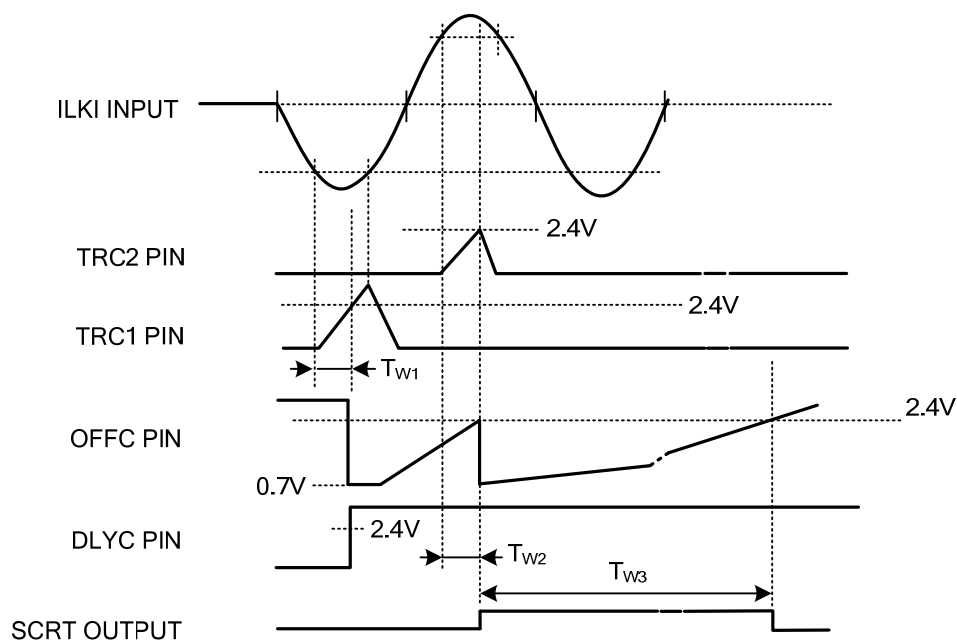 ILKI INPUT
2.4V
TRC2 PIN
2.4V
TRC1 PIN
TW1
2.4V
OFFC PIN
0.7V
2.4V
DLYC PIN
TW2
TW3
SCRT OUTPUT